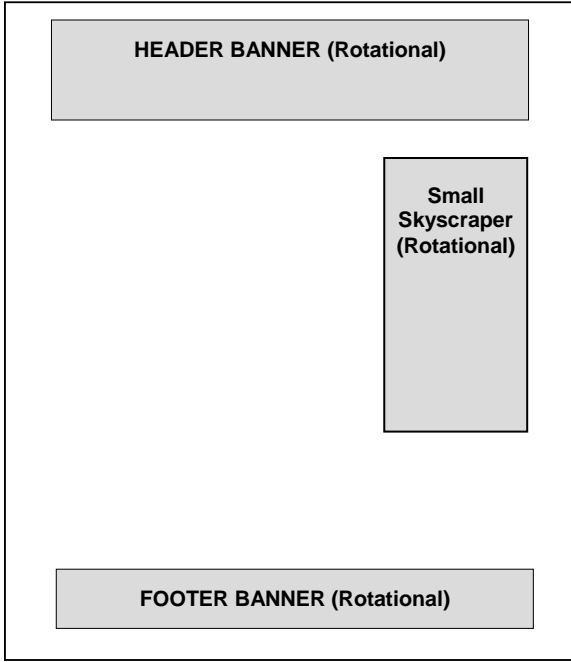 HEADER BANNER (Rotational)
Small
Skyscraper
(Rotational)
FOOTER BANNER (Rotational)